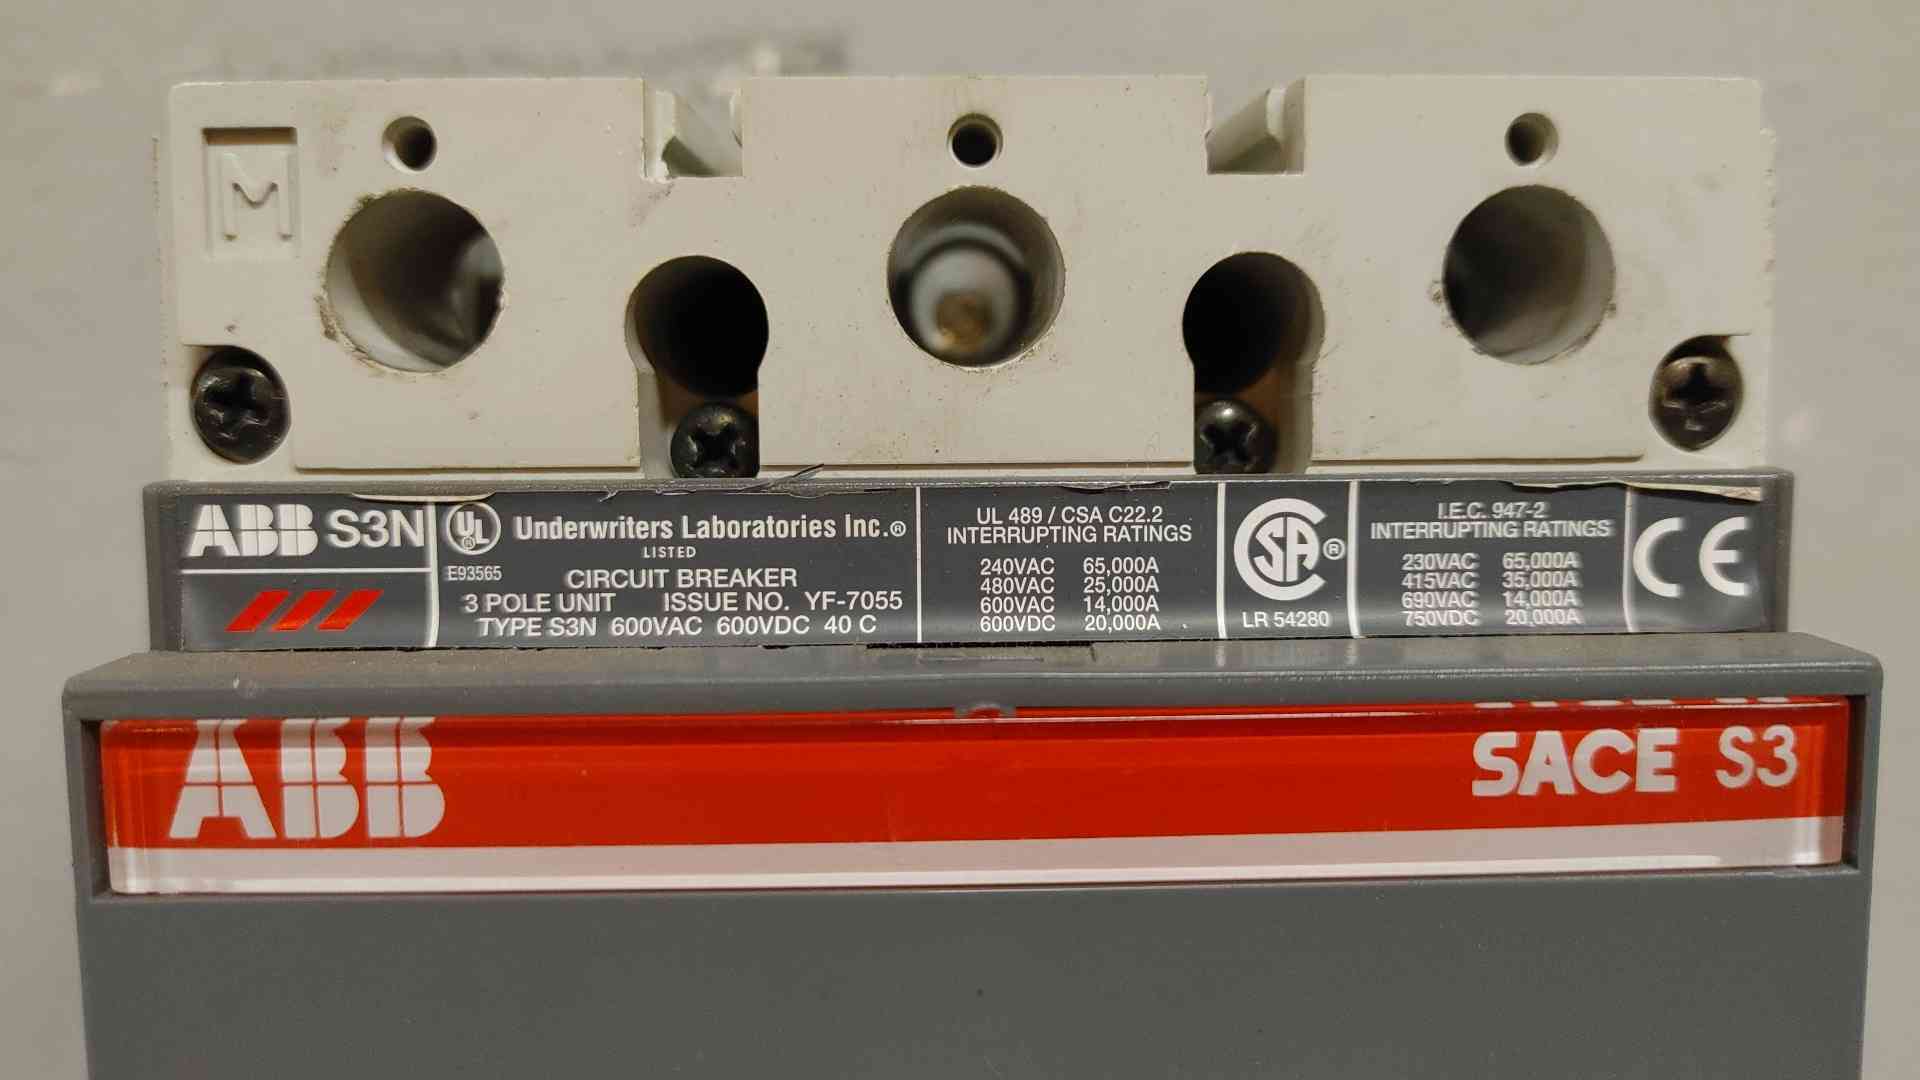 M
ABB S3N
UL ® Underwriters Laboratories Inc.®
LISTED
E93565
CIRCUIT BREAKER
3 POLE UNIT ISSUE NO. YF-7055
TYPE S3N 600VAC 600VDC 40 C
UL 489 / CSA C22.2
INTERRUPTING RATINGS
240VAC 65,000A
480VAC 25,000A
600VAC 14,000A
600VDC 20,000A
CSA ®
LR 54280
I.E.C. 947-2
INTERRUPTING RATINGS
230VAC 65,000A
415VAC 35,000A
690VAC 14,000A
750VDC 20,000A
CE
ABB
SACE S3